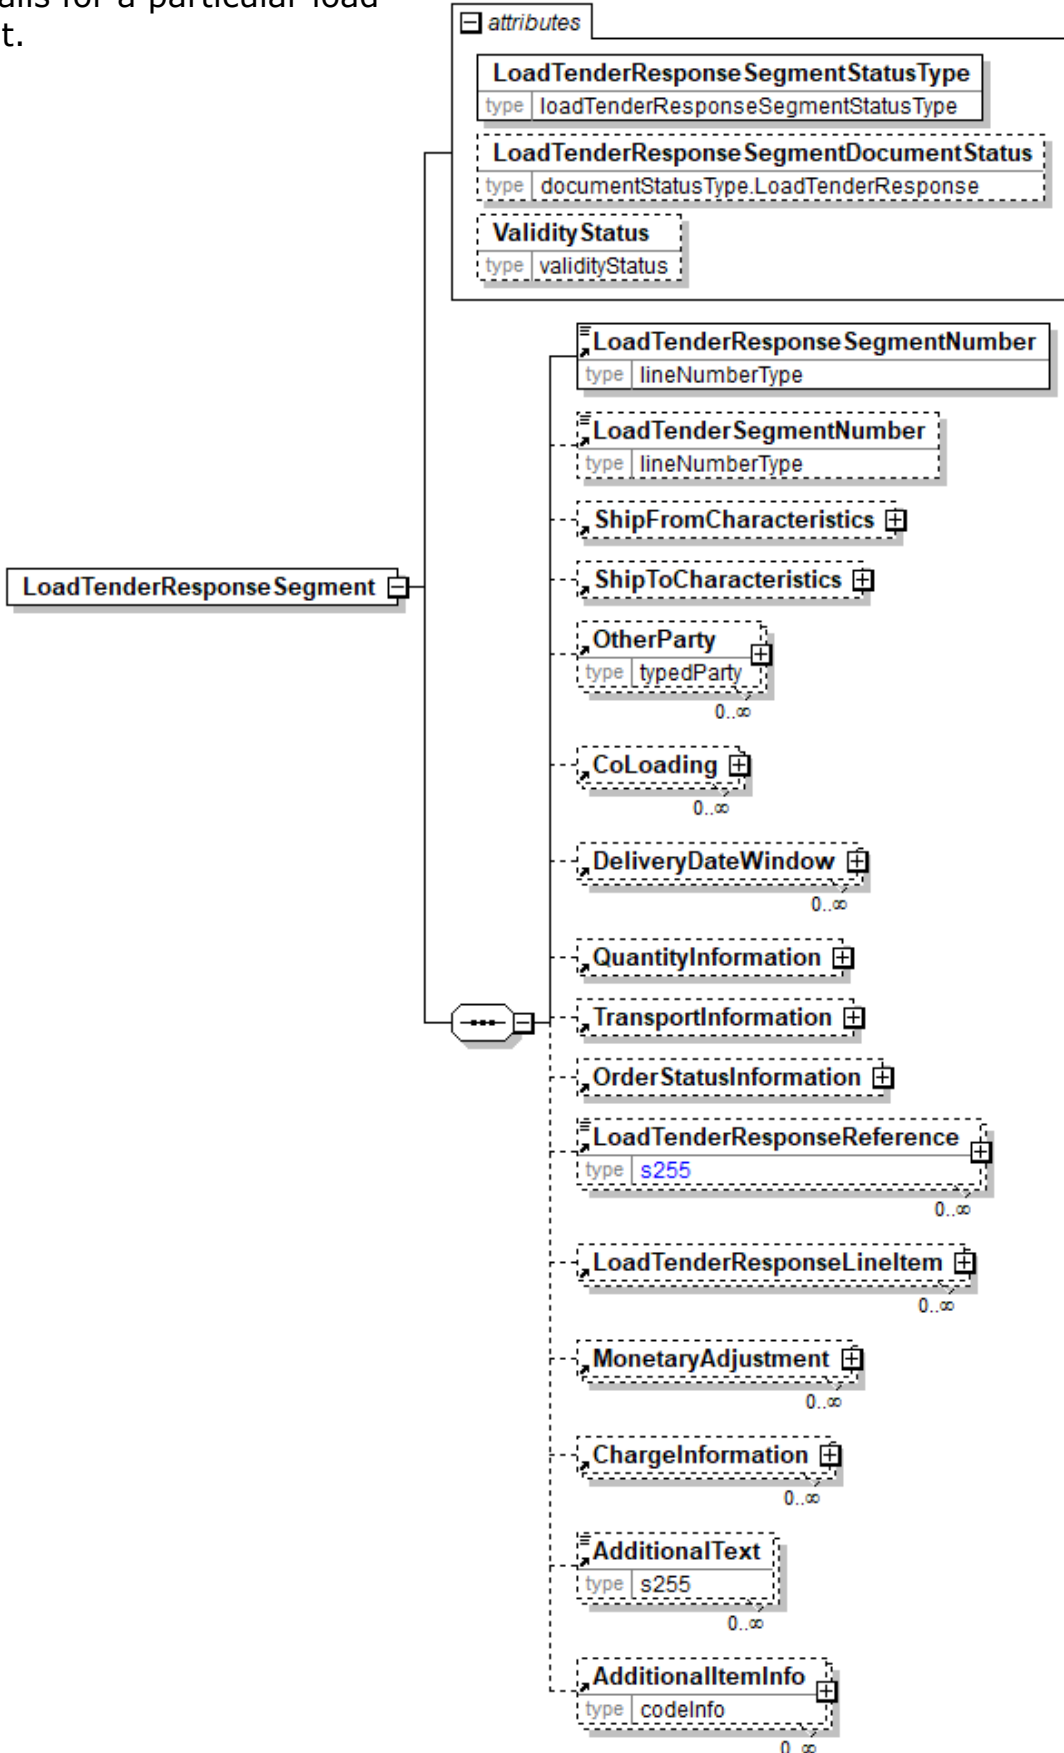 for a particular load
t.
attributes
LoadTenderResponseSegmentStatusType
type loadTenderResponseSegmentStatusType
LoadTenderResponseSegmentDocumentStatus
type documentStatusType.LoadTenderResponse
ValidityStatus
type validityStatus
LoadTenderResponseSegmentNumber
type lineNumberType
LoadTenderSegmentNumber
type lineNumberType
ShipFromCharacteristics
ShipToCharacteristics
LoadTenderResponseSegment
OtherParty
type typedParty
0..∞
CoLoading
0..∞
DeliveryDateWindow
0..∞
QuantityInformation
TransportInformation
OrderStatusInformation
LoadTenderResponseReference
type s255
0..∞
LoadTenderResponseLineItem
0..∞
MonetaryAdjustment
0..∞
ChargeInformation
0..∞
AdditionalText
type s255
0..∞
AdditionalItemInfo
type codeInfo
0..∞